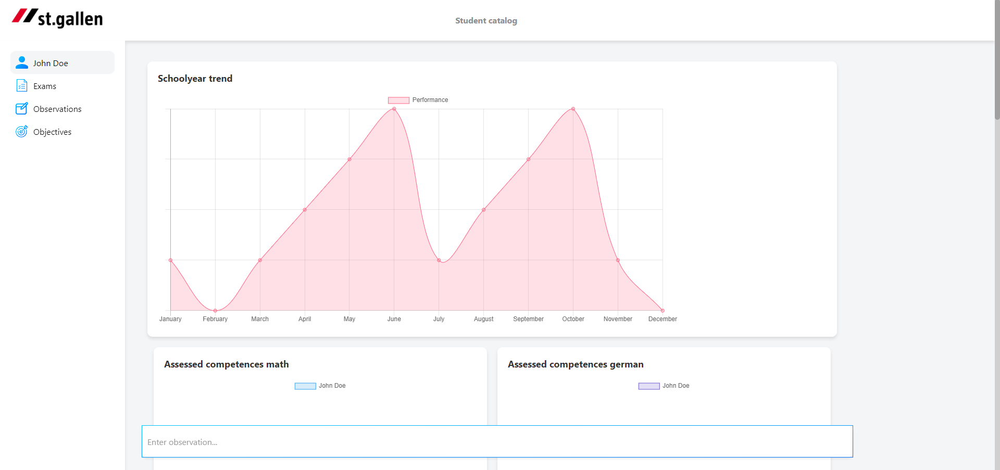 st.gallen
Student catalog
John Doe
Exams
Observations
Objectives
Schoolyear trend
Performance
January February March April May June July August September October November December
Assessed competences math
John Doe
Assessed competences german
John Doe
Enter observation...